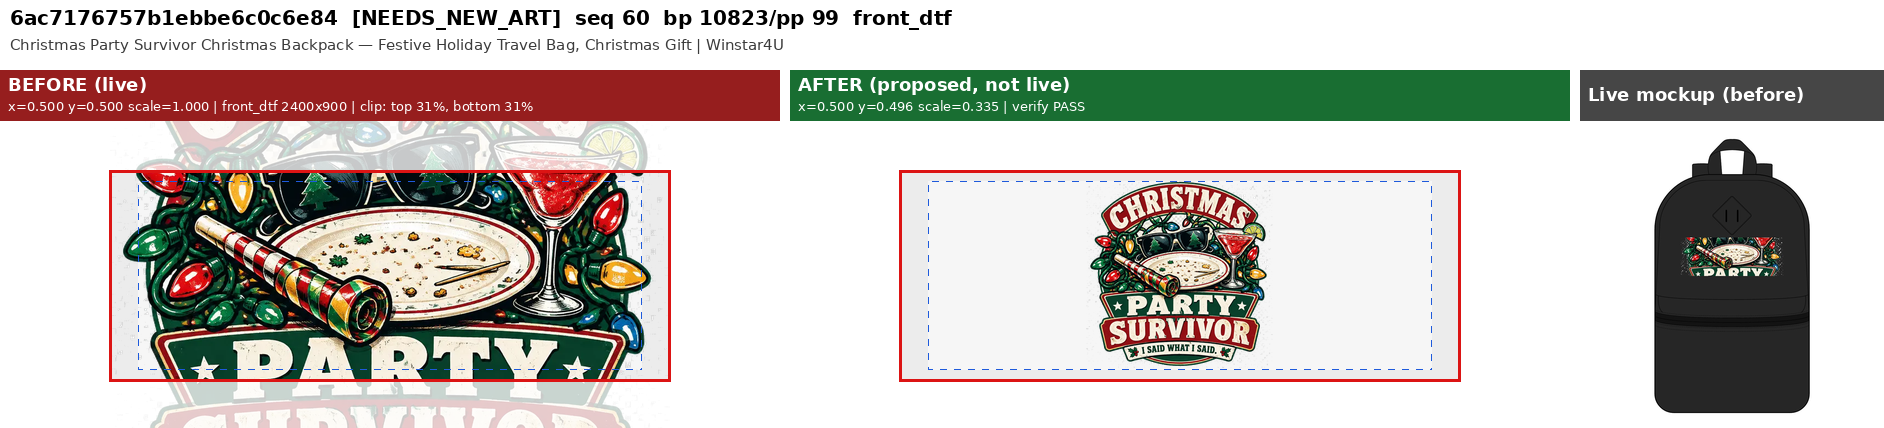 6ac7176757b1ebbe6c0c6e84 [NEEDS_NEW_ART] seq 60 bp 10823/pp 99 front_dtf
Christmas Party Survivor Christmas Backpack — Festive Holiday Travel Bag, Christmas Gift | Winstar4U
BEFORE (live)
x=0.500 y=0.500 scale=1.000 | front_dtf 2400x900 | clip: top 31%, bottom 31%
AFTER (proposed, not live)
x=0.500 y=0.496 scale=0.335 | verify PASS
Live mockup (before)
PARTY
SURVIVOR
CHRISTMAS
PARTY
SURVIVOR
I SAID WHAT I SAID.
PARTY